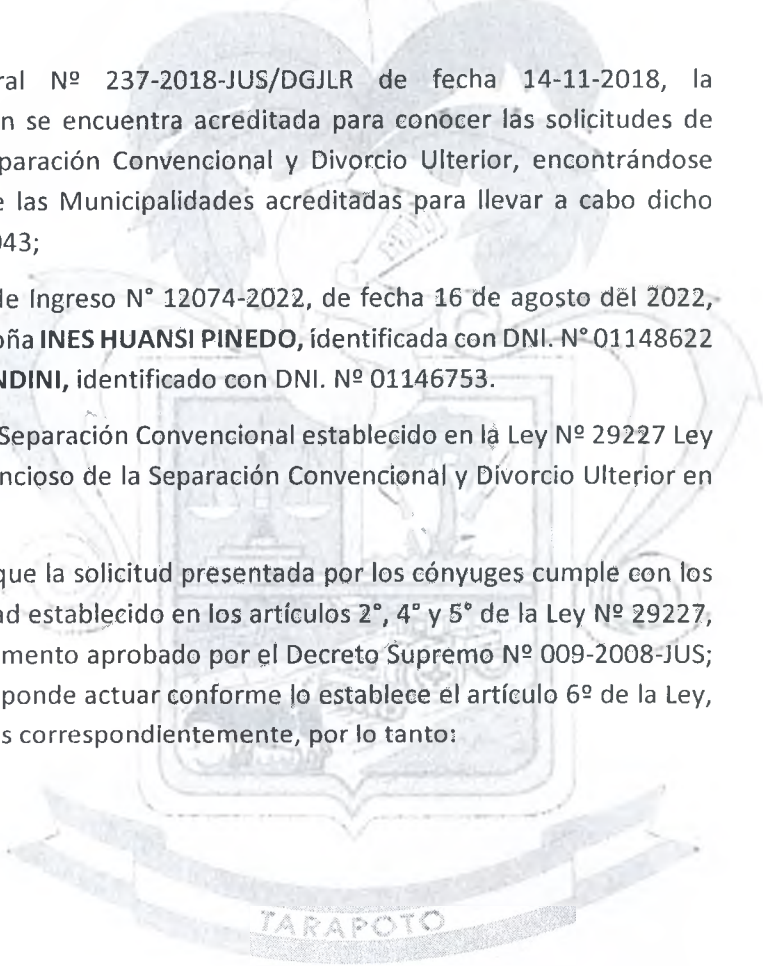 ral Nº 237-2018-JUS/DGJLR de fecha 14-11-2018, la
n se encuentra acreditada para conocer las solicitudes de
paración Convencional y Divorcio Ulterior, encontrándose
e las Municipalidades acreditadas para llevar a cabo dicho
043;
de Ingreso N° 12074-2022, de fecha 16 de agosto del 2022,
oña INES HUANSI PINEDO, identificada con DNI. N° 01148622
NDINI, identificado con DNI. Nº 01146753.
Separación Convencional establecido en la Ley Nº 29227 Ley
ncioso de la Separación Convencional y Divorcio Ulterior en
que la solicitud presentada por los cónyuges cumple con los
ad establecido en los artículos 2°, 4° y 5° de la Ley Nº 29227,
mento aprobado por el Decreto Supremo Nº 009-2008-JUS;
ponde actuar conforme lo establece el artículo 6º de la Ley,
s correspondientemente, por lo tanto:
TARAPOTO